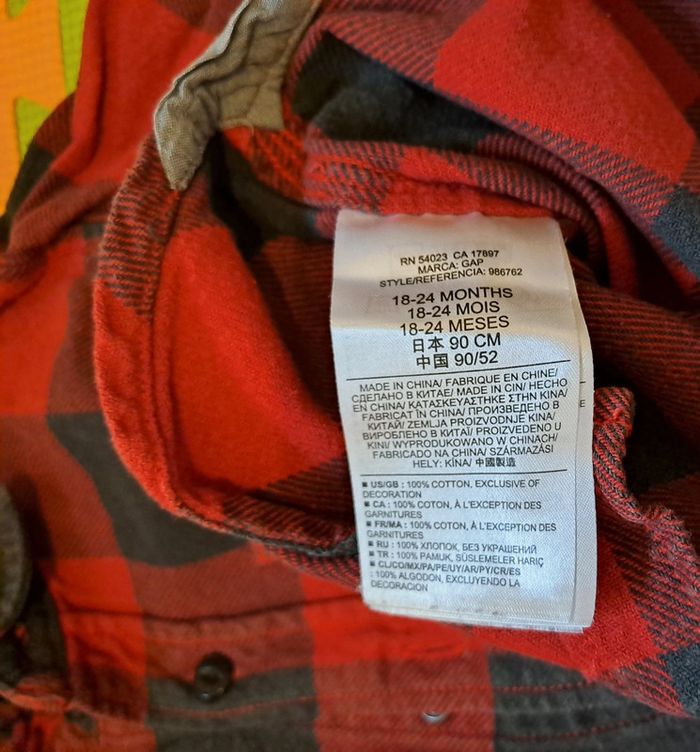 RN 54023 CA 17897
MARCA: GAP
STYLE/REFERENCIA: 986762
18-24 MONTHS
18-24 MOIS
18-24 MESES
日本 90 CM
中国 90/52
MADE IN CHINA/ FABRIQUE EN CHINE/
СДЕЛАНО В КИТАЕ/ MADE IN CIN/ HECHO
EN CHINA/ ΚΑΤΑΣΚΕΥΑΣΤΗΚΕ ΣΤΗΝ ΚΙΝΑ/
FABRICAT ÎN CHINA/ ПРОИЗВЕДЕНО В
КИТАЙ/ ZEMLJA PROIZVODNJE KINA/
ВИРОБЛЕНО В КИТАЇ/ PROIZVEDENO U
KINI/ WYPRODUKOWANO W CHINACH/
FABRICADO NA CHINA/ SZÁRMAZÁSI
HELY: KÍNA/ 中國製造
E
■ US/GB : 100% COTTON, EXCLUSIVE OF
DECORATION
■ CA : 100% COTON, À L'EXCEPTION DES
GARNITURES
■ FR/MA : 100% COTON, À L'EXCEPTION DES
GARNITURES
■ RU : 100% ХЛОПОК, БЕЗ УКРАШЕНИЙ
■ TR : 100% PAMUK, SÜSLEMELER HARİÇ
■ CL/CO/MX/PA/PE/UY/AR/PY/CR/ES
: 100% ALGODON, EXCLUYENDO LA
DECORACION